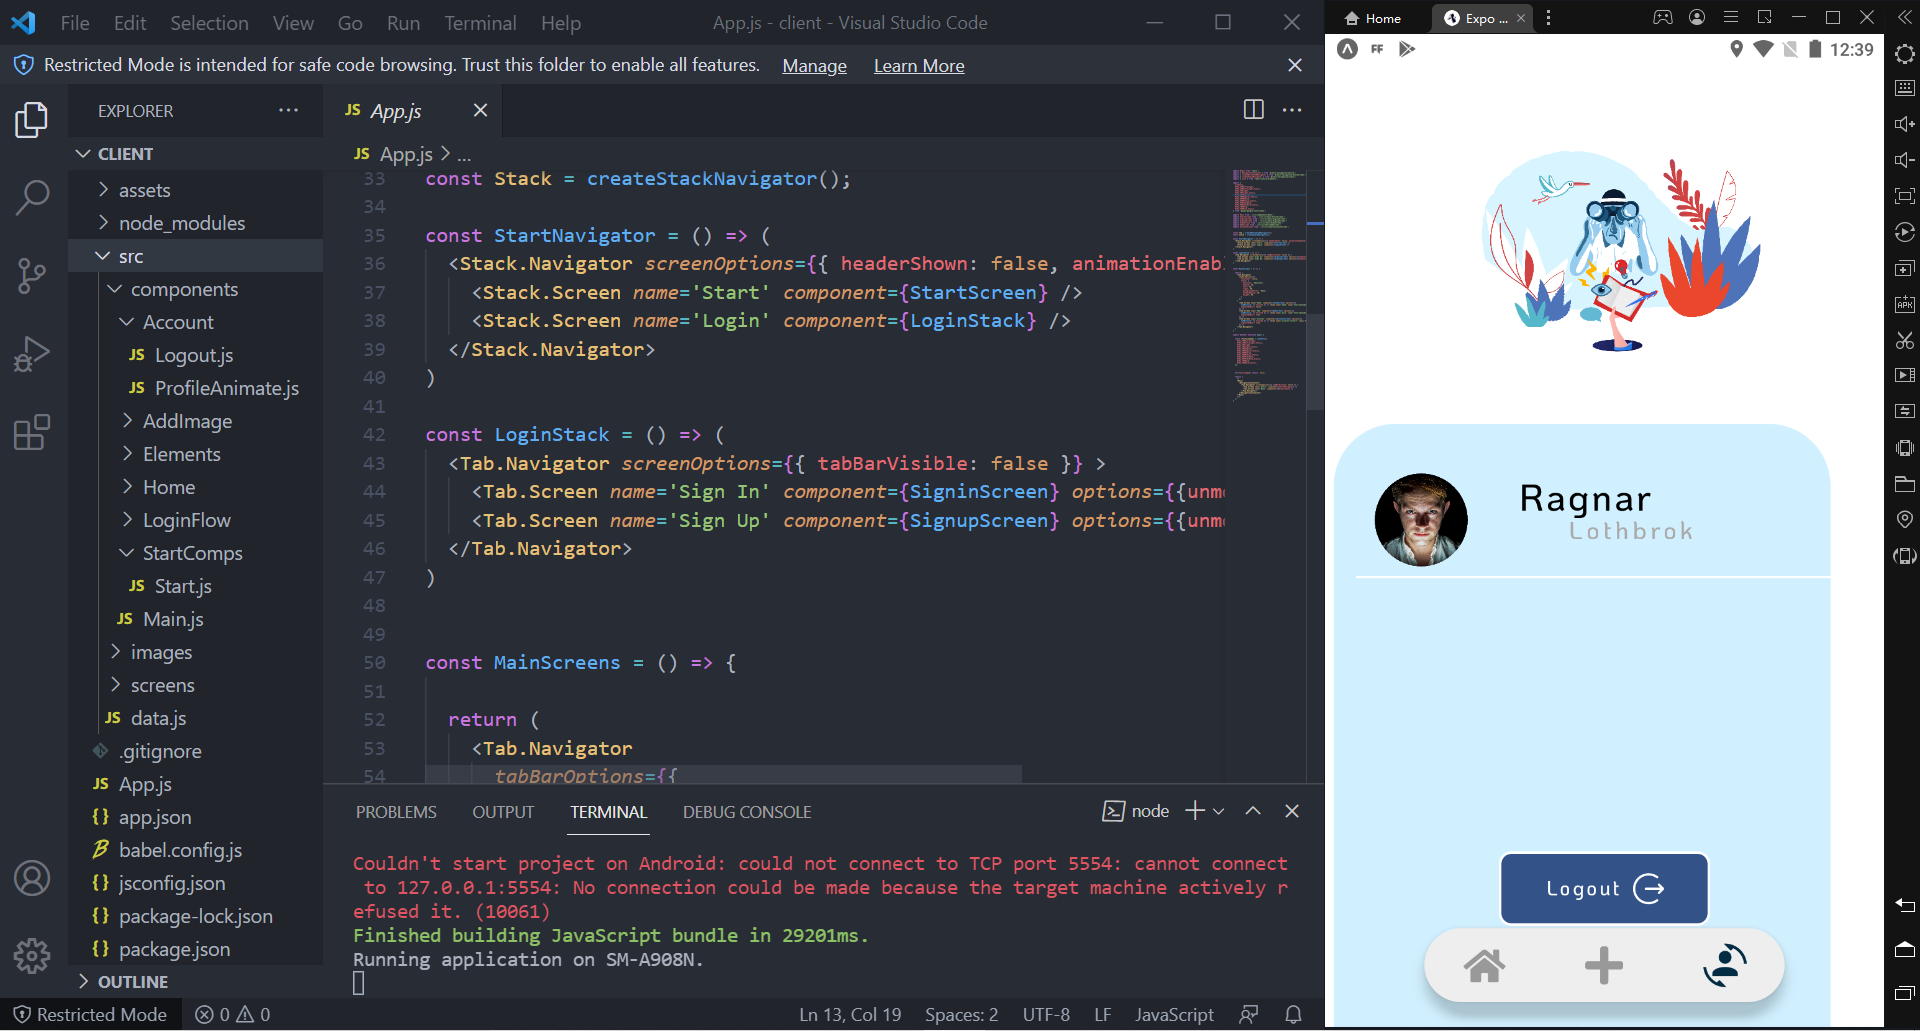 File Edit Selection View Go Run Terminal Help App.js - client - Visual Studio Code
Restricted Mode is intended for safe code browsing. Trust this folder to enable all features. Manage Learn More
EXPLORER
CLIENT
assets
node_modules
src
components
Account
JS Logout.js
JS ProfileAnimate.js
AddImage
Elements
Home
LoginFlow
StartComps
JS Start.js
JS Main.js
images
screens
JS data.js
.gitignore
JS App.js
{} app.json
babel.config.js
{} jsconfig.json
{} package-lock.json
{} package.json
OUTLINE
JS App.js
JS App.js > ...
33 const Stack = createStackNavigator();
34
35 const StartNavigator = () => (
36 <Stack.Navigator screenOptions={{ headerShown: false, animationEnab
37 <Stack.Screen name='Start' component={StartScreen} />
38 <Stack.Screen name='Login' component={LoginStack} />
39 </Stack.Navigator>
40 )
41
42 const LoginStack = () => (
43 <Tab.Navigator screenOptions={{ tabBarVisible: false }} >
44 <Tab.Screen name='Sign In' component={SigninScreen} options={{unm
45 <Tab.Screen name='Sign Up' component={SignupScreen} options={{unm
46 </Tab.Navigator>
47 )
48
49
50 const MainScreens = () => {
51
52 return (
53 <Tab.Navigator
54 tabBarOptions={{
PROBLEMS OUTPUT TERMINAL DEBUG CONSOLE node
Couldn't start project on Android: could not connect to TCP port 5554: cannot connect
to 127.0.0.1:5554: No connection could be made because the target machine actively r
efused it. (10061)
Finished building JavaScript bundle in 29201ms.
Running application on SM-A908N.
Restricted Mode 0 0 Ln 13, Col 19 Spaces: 2 UTF-8 LF JavaScript
Home Expo ...
FF 12:39
Ragnar
Lothbrok
Logout
APK